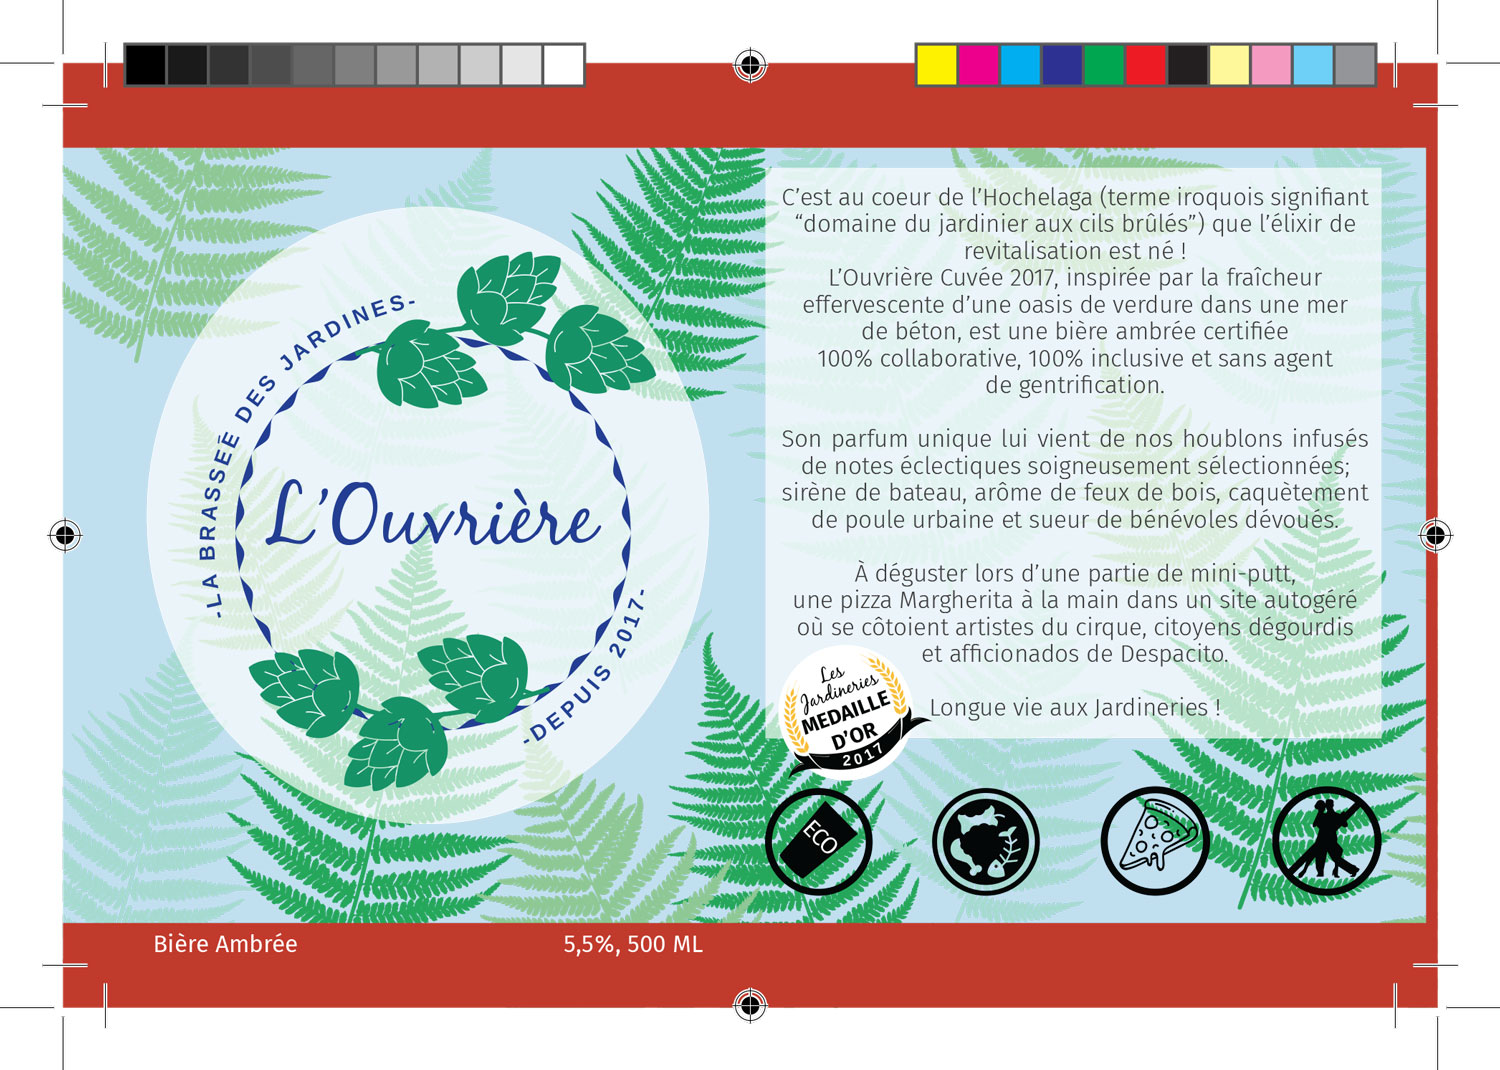 -LA BRASSÉE DES JARDINES-
L'Ouvrière
-DEPUIS 2017-
C'est au coeur de l'Hochelaga (terme iroquois signifiant
“domaine du jardinier aux cils brûlés”) que l'élixir de
revitalisation est né !
L'Ouvrière Cuvée 2017, inspirée par la fraîcheur
effervescente d'une oasis de verdure dans une mer
de béton, est une bière ambrée certifiée
100% collaborative, 100% inclusive et sans agent
de gentrification.
Son parfum unique lui vient de nos houblons infusés
de notes éclectiques soigneusement sélectionnées;
sirène de bateau, arôme de feux de bois, caquètement
de poule urbaine et sueur de bénévoles dévoués.
À déguster lors d'une partie de mini-putt,
une pizza Margherita à la main dans un site autogéré
où se côtoient artistes du cirque, citoyens dégourdis
et afficionados de Despacito.
Longue vie aux Jardineries !
Les
Jardineries
MEDAILLE
D'OR
2017
ECO
Bière Ambrée
5,5%, 500 ML